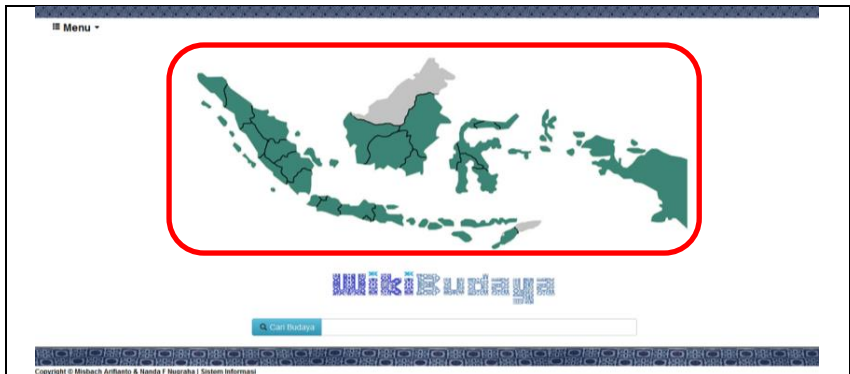 Menu
WikiBudaya
Cari Budaya
Copyright © Misbach Arifianto & Nanda F Nugraha | Sistem Informasi